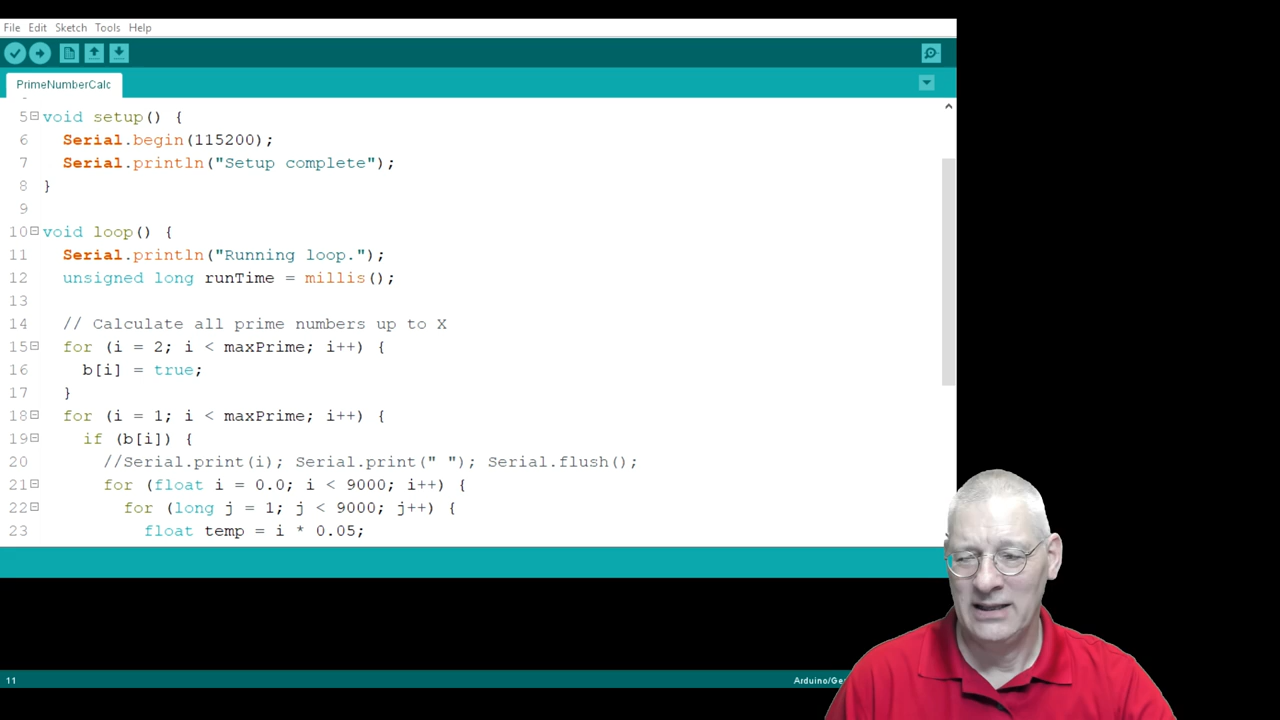 File Edit Sketch Tools Help
PrimeNumberCalc
5 void setup() {
6 Serial.begin(115200);
7 Serial.println("Setup complete");
8 }
9
10 void loop() {
11 Serial.println("Running loop.");
12 unsigned long runTime = millis();
13
14 // Calculate all prime numbers up to X
15 for (i = 2; i < maxPrime; i++) {
16 b[i] = true;
17 }
18 for (i = 1; i < maxPrime; i++) {
19 if (b[i]) {
20 //Serial.print(i); Serial.print(" "); Serial.flush();
21 for (float i = 0.0; i < 9000; i++) {
22 for (long j = 1; j < 9000; j++) {
23 float temp = i * 0.05;
11 Arduino/Ge